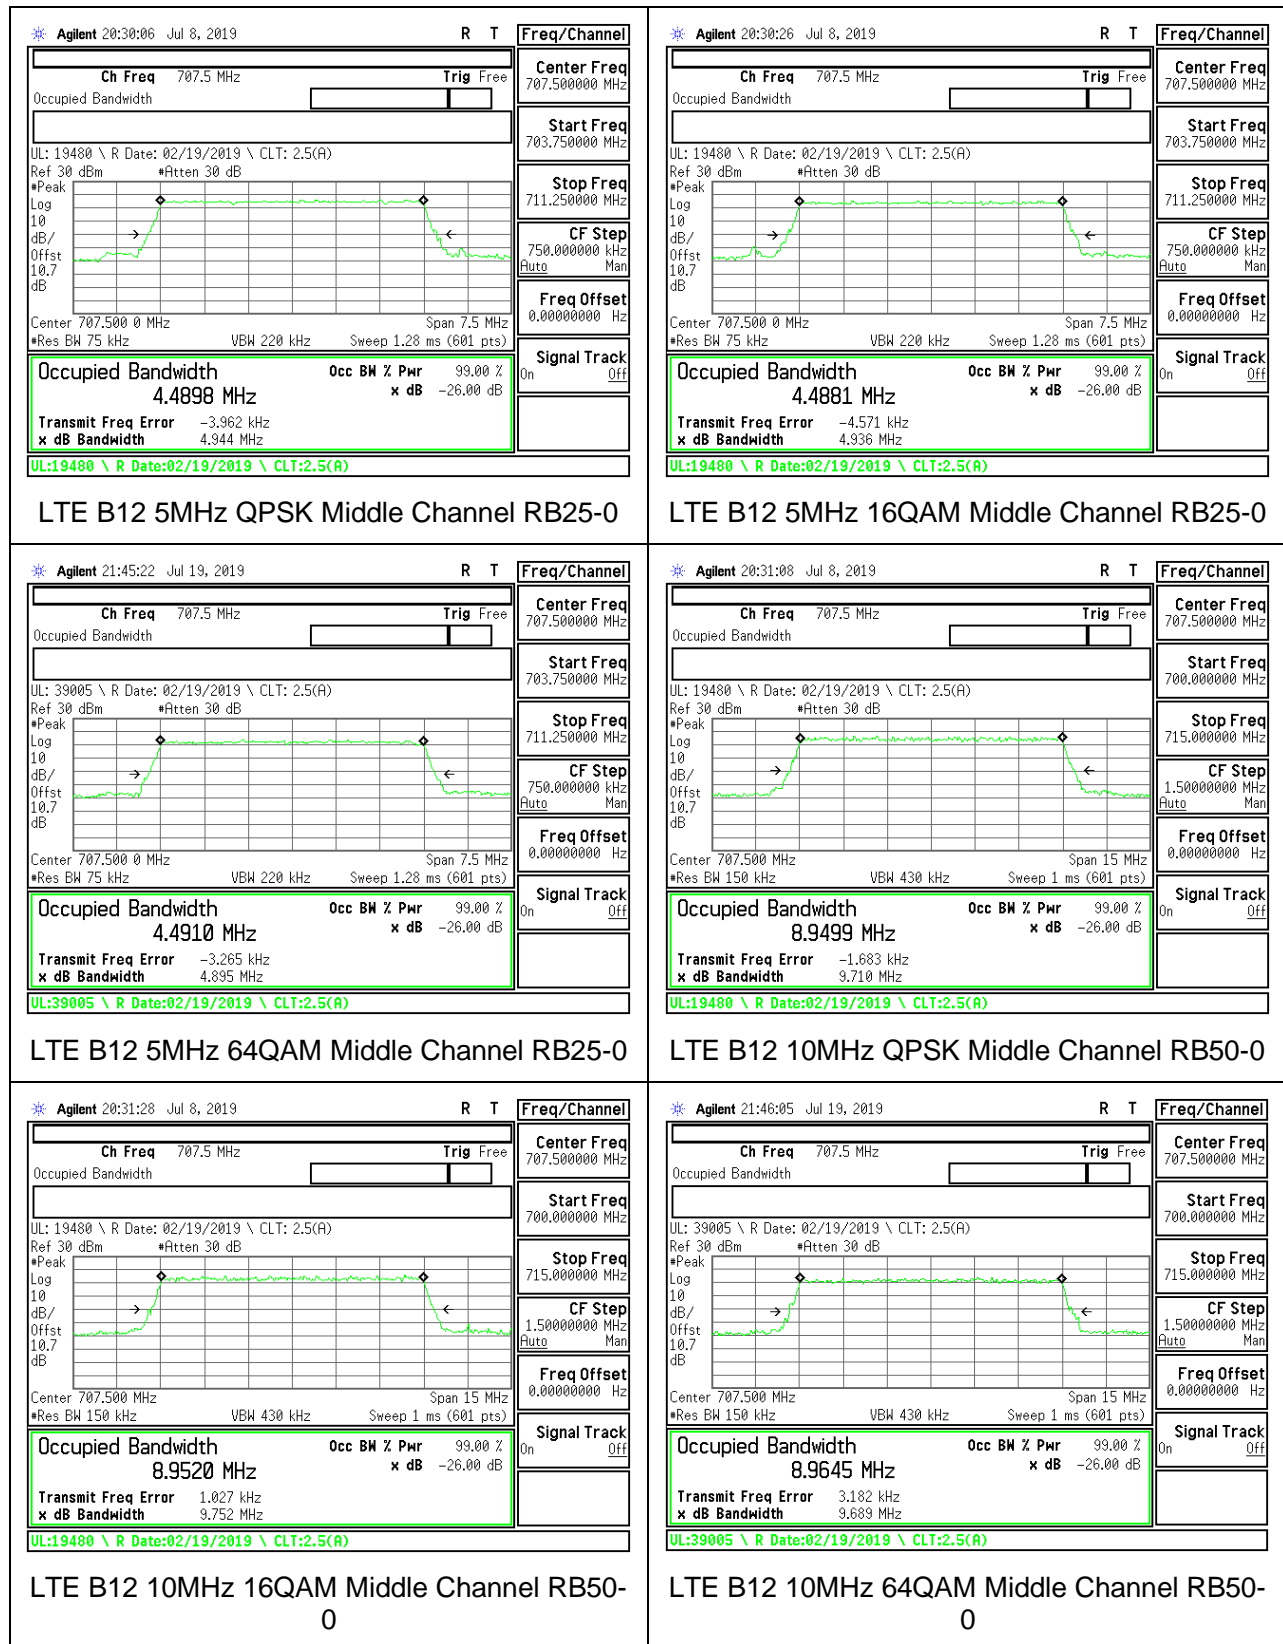 Agilent 20:30:06 Jul 8, 2019 R T Freq/Channel
Ch Freq 707.5 MHz Trig Free
Occupied Bandwidth
Center Freq
707.500000 MHz
Start Freq
703.750000 MHz
UL: 19480 \ R Date: 02/19/2019 \ CLT: 2.5(A)
Ref 30 dBm #Atten 30 dB
#Peak
Log
10
dB/
Offst
10.7
dB
Stop Freq
711.250000 MHz
CF Step
750.000000 kHz
Auto Man
Freq Offset
0.00000000 Hz
Center 707.500 0 MHz Span 7.5 MHz
#Res BW 75 kHz VBW 220 kHz Sweep 1.28 ms (601 pts)
Signal Track
On Off
Occupied Bandwidth Occ BW % Pwr 99.00 %
4.4898 MHz x dB -26.00 dB
Transmit Freq Error -3.962 kHz
x dB Bandwidth 4.944 MHz
UL:19480 \ R Date:02/19/2019 \ CLT:2.5(A)
LTE B12 5MHz QPSK Middle Channel RB25-0
Agilent 20:30:26 Jul 8, 2019 R T Freq/Channel
Ch Freq 707.5 MHz Trig Free
Occupied Bandwidth
Center Freq
707.500000 MHz
Start Freq
703.750000 MHz
UL: 19480 \ R Date: 02/19/2019 \ CLT: 2.5(A)
Ref 30 dBm #Atten 30 dB
#Peak
Log
10
dB/
Offst
10.7
dB
Stop Freq
711.250000 MHz
CF Step
750.000000 kHz
Auto Man
Freq Offset
0.00000000 Hz
Center 707.500 0 MHz Span 7.5 MHz
#Res BW 75 kHz VBW 220 kHz Sweep 1.28 ms (601 pts)
Signal Track
On Off
Occupied Bandwidth Occ BW % Pwr 99.00 %
4.4881 MHz x dB -26.00 dB
Transmit Freq Error -4.571 kHz
x dB Bandwidth 4.936 MHz
UL:19480 \ R Date:02/19/2019 \ CLT:2.5(A)
LTE B12 5MHz 16QAM Middle Channel RB25-0
Agilent 21:45:22 Jul 19, 2019 R T Freq/Channel
Ch Freq 707.5 MHz Trig Free
Occupied Bandwidth
Center Freq
707.500000 MHz
Start Freq
703.750000 MHz
UL: 39005 \ R Date: 02/19/2019 \ CLT: 2.5(A)
Ref 30 dBm #Atten 30 dB
#Peak
Log
10
dB/
Offst
10.7
dB
Stop Freq
711.250000 MHz
CF Step
750.000000 kHz
Auto Man
Freq Offset
0.00000000 Hz
Center 707.500 0 MHz Span 7.5 MHz
#Res BW 75 kHz VBW 220 kHz Sweep 1.28 ms (601 pts)
Signal Track
On Off
Occupied Bandwidth Occ BW % Pwr 99.00 %
4.4910 MHz x dB -26.00 dB
Transmit Freq Error -3.265 kHz
x dB Bandwidth 4.895 MHz
UL:39005 \ R Date:02/19/2019 \ CLT:2.5(A)
LTE B12 5MHz 64QAM Middle Channel RB25-0
Agilent 20:31:08 Jul 8, 2019 R T Freq/Channel
Ch Freq 707.5 MHz Trig Free
Occupied Bandwidth
Center Freq
707.500000 MHz
Start Freq
700.000000 MHz
UL: 19480 \ R Date: 02/19/2019 \ CLT: 2.5(A)
Ref 30 dBm #Atten 30 dB
#Peak
Log
10
dB/
Offst
10.7
dB
Stop Freq
715.000000 MHz
CF Step
1.50000000 MHz
Auto Man
Freq Offset
0.00000000 Hz
Center 707.500 MHz Span 15 MHz
#Res BW 150 kHz VBW 430 kHz Sweep 1 ms (601 pts)
Signal Track
On Off
Occupied Bandwidth Occ BW % Pwr 99.00 %
8.9499 MHz x dB -26.00 dB
Transmit Freq Error -1.683 kHz
x dB Bandwidth 9.710 MHz
UL:19480 \ R Date:02/19/2019 \ CLT:2.5(A)
LTE B12 10MHz QPSK Middle Channel RB50-0
Agilent 20:31:28 Jul 8, 2019 R T Freq/Channel
Ch Freq 707.5 MHz Trig Free
Occupied Bandwidth
Center Freq
707.500000 MHz
Start Freq
700.000000 MHz
UL: 19480 \ R Date: 02/19/2019 \ CLT: 2.5(A)
Ref 30 dBm #Atten 30 dB
#Peak
Log
10
dB/
Offst
10.7
dB
Stop Freq
715.000000 MHz
CF Step
1.50000000 MHz
Auto Man
Freq Offset
0.00000000 Hz
Center 707.500 MHz Span 15 MHz
#Res BW 150 kHz VBW 430 kHz Sweep 1 ms (601 pts)
Signal Track
On Off
Occupied Bandwidth Occ BW % Pwr 99.00 %
8.9520 MHz x dB -26.00 dB
Transmit Freq Error 1.027 kHz
x dB Bandwidth 9.752 MHz
UL:19480 \ R Date:02/19/2019 \ CLT:2.5(A)
LTE B12 10MHz 16QAM Middle Channel RB50-
0
Agilent 21:46:05 Jul 19, 2019 R T Freq/Channel
Ch Freq 707.5 MHz Trig Free
Occupied Bandwidth
Center Freq
707.500000 MHz
Start Freq
700.000000 MHz
UL: 39005 \ R Date: 02/19/2019 \ CLT: 2.5(A)
Ref 30 dBm #Atten 30 dB
#Peak
Log
10
dB/
Offst
10.7
dB
Stop Freq
715.000000 MHz
CF Step
1.50000000 MHz
Auto Man
Freq Offset
0.00000000 Hz
Center 707.500 MHz Span 15 MHz
#Res BW 150 kHz VBW 430 kHz Sweep 1 ms (601 pts)
Signal Track
On Off
Occupied Bandwidth Occ BW % Pwr 99.00 %
8.9645 MHz x dB -26.00 dB
Transmit Freq Error 3.182 kHz
x dB Bandwidth 9.689 MHz
UL:39005 \ R Date:02/19/2019 \ CLT:2.5(A)
LTE B12 10MHz 64QAM Middle Channel RB50-
0